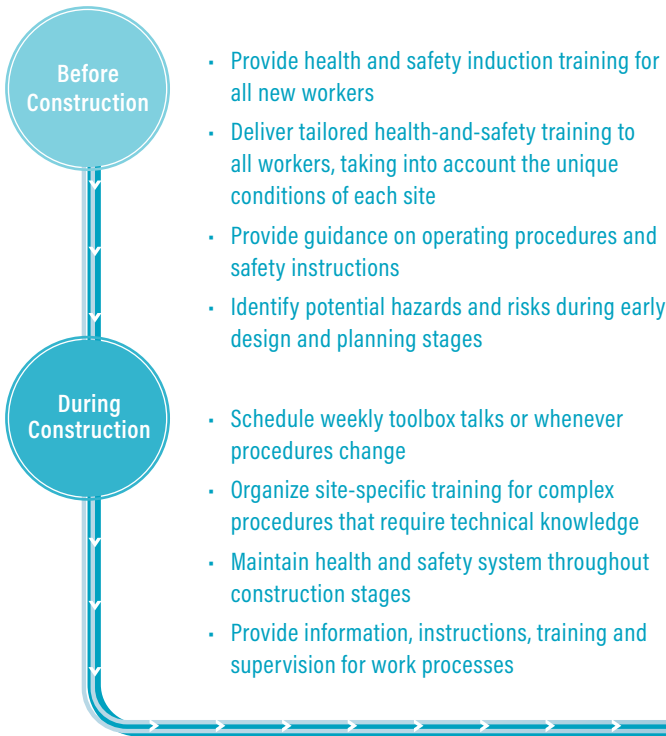 Before
Construction
· Provide health and safety induction training for
all new workers
· Deliver tailored health-and-safety training to
all workers, taking into account the unique
conditions of each site
· Provide guidance on operating procedures and
safety instructions
· Identify potential hazards and risks during early
design and planning stages
During
Construction
· Schedule weekly toolbox talks or whenever
procedures change
· Organize site-specific training for complex
procedures that require technical knowledge
· Maintain health and safety system throughout
construction stages
· Provide information, instructions, training and
supervision for work processes